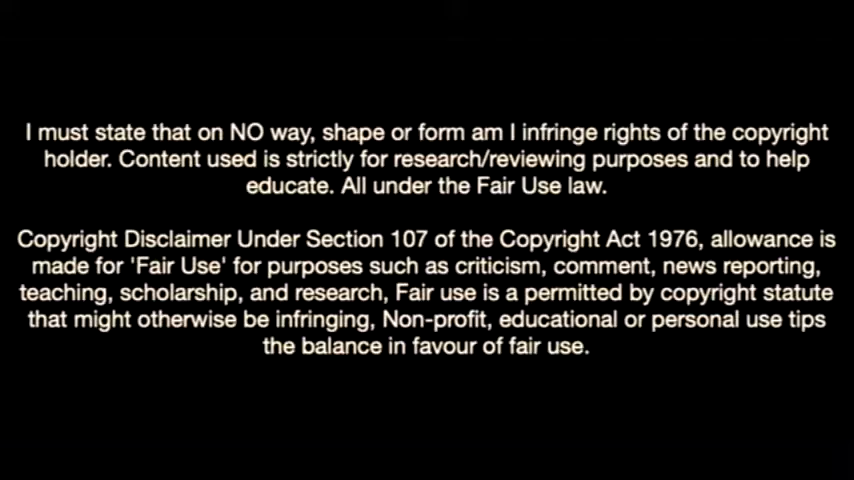 I must state that on NO way, shape or form am I infringe rights of the copyright
holder. Content used is strictly for research/reviewing purposes and to help
educate. All under the Fair Use law.
Copyright Disclaimer Under Section 107 of the Copyright Act 1976, allowance is
made for 'Fair Use' for purposes such as criticism, comment, news reporting,
teaching, scholarship, and research, Fair use is a permitted by copyright statute
that might otherwise be infringing, Non-profit, educational or personal use tips
the balance in favour of fair use.